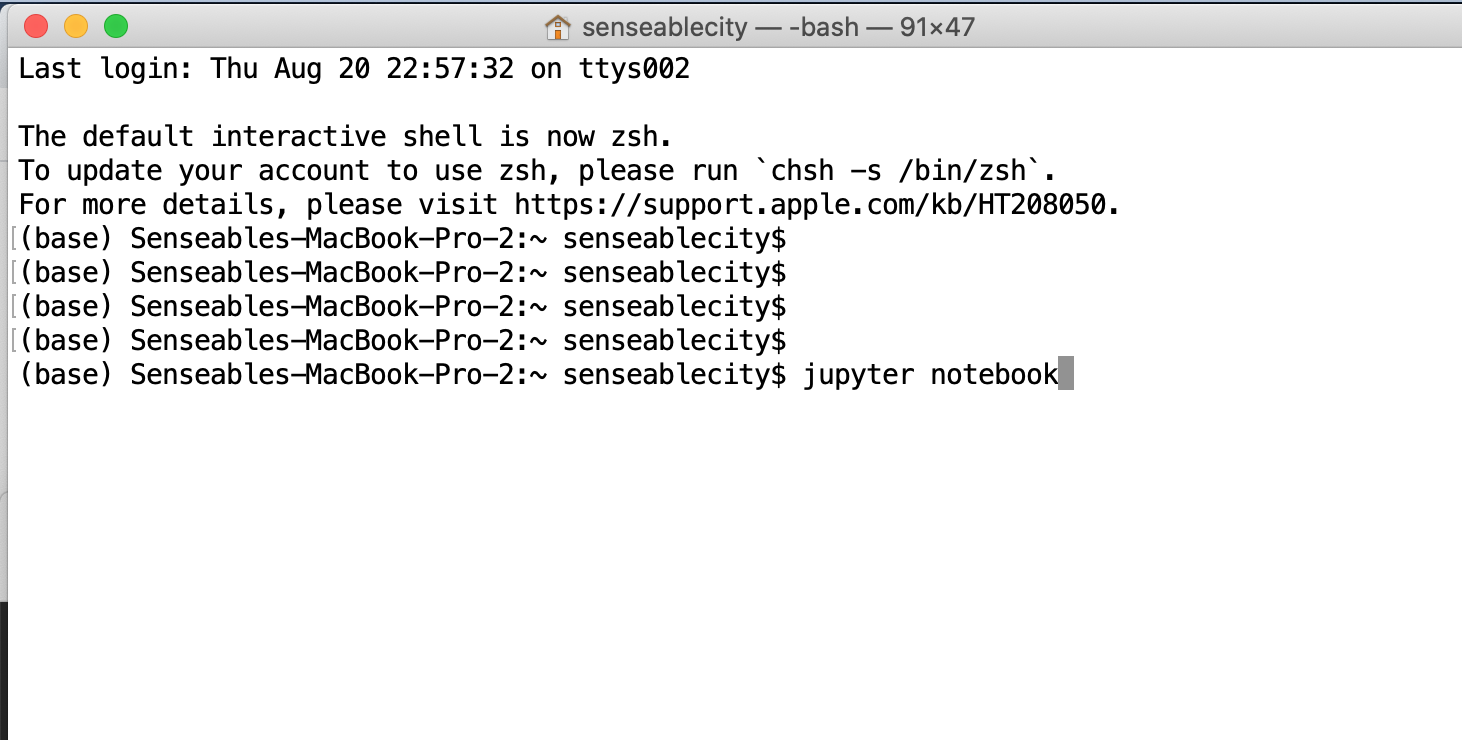 senseablecity — -bash — 91×47
Last login: Thu Aug 20 22:57:32 on ttys002
The default interactive shell is now zsh.
To update your account to use zsh, please run `chsh -s /bin/zsh`.
For more details, please visit https://support.apple.com/kb/HT208050.
[(base) Senseables-MacBook-Pro-2:~ senseablecity$
[(base) Senseables-MacBook-Pro-2:~ senseablecity$
[(base) Senseables-MacBook-Pro-2:~ senseablecity$
[(base) Senseables-MacBook-Pro-2:~ senseablecity$
(base) Senseables-MacBook-Pro-2:~ senseablecity$ jupyter notebook